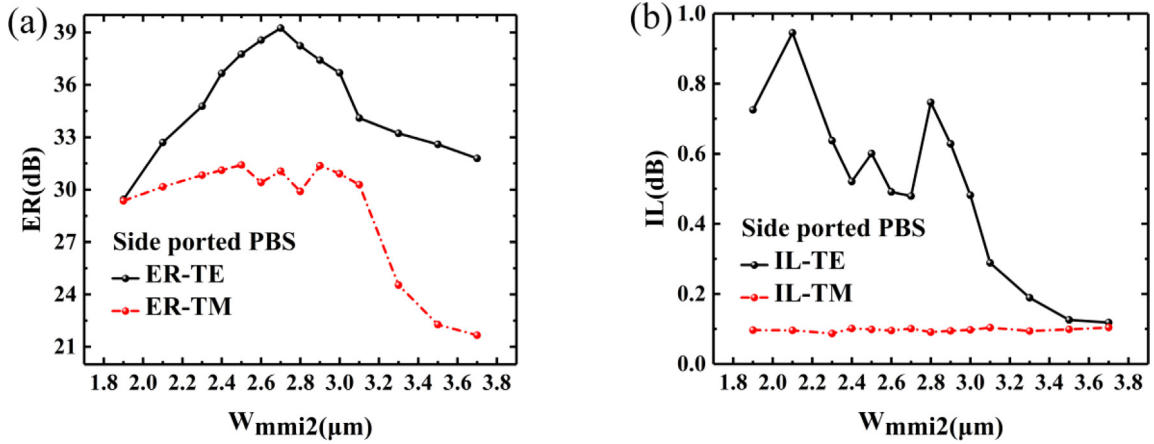 (a)
39
36
33
30
27
24
21
ER(dB)
Side ported PBS
ER-TE
ER-TM
1.8 2.0 2.2 2.4 2.6 2.8 3.0 3.2 3.4 3.6 3.8
Wmmi2(μm)
(b)
1.0
0.8
0.6
0.4
0.2
0.0
IL(dB)
Side ported PBS
IL-TE
IL-TM
1.8 2.0 2.2 2.4 2.6 2.8 3.0 3.2 3.4 3.6 3.8
Wmmi2(μm)